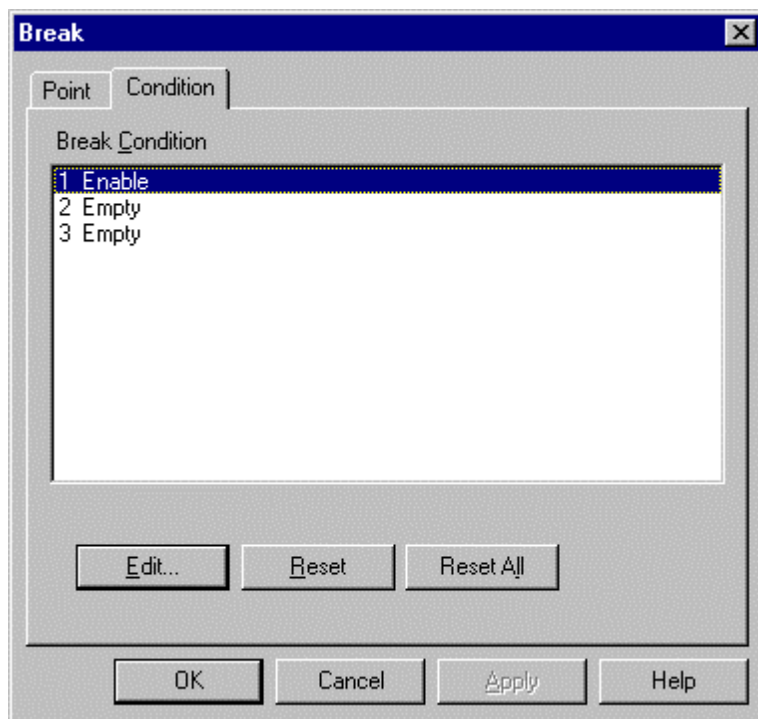 Break
Point Condition
Break Condition
1 Enable
2 Empty
3 Empty
Edit... Reset Reset All
OK Cancel Apply Help